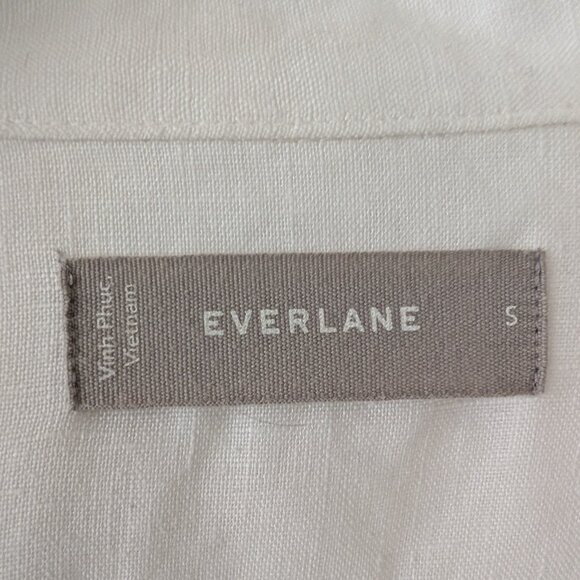 Vinh Phuc,
Vietnam
EVERLANE
S